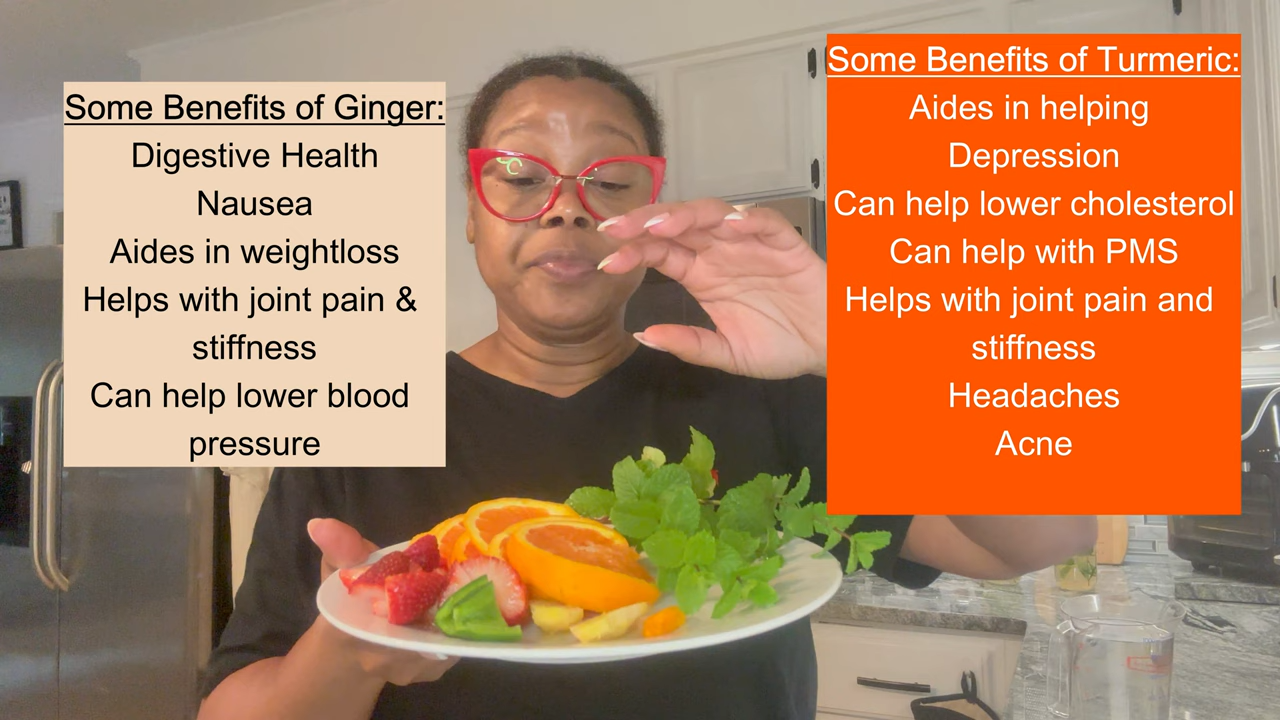 Some Benefits of Ginger:
Digestive Health
Nausea
Aides in weightloss
Helps with joint pain &
stiffness
Can help lower blood
pressure
Some Benefits of Turmeric:
Aides in helping
Depression
Can help lower cholesterol
Can help with PMS
Helps with joint pain and
stiffness
Headaches
Acne